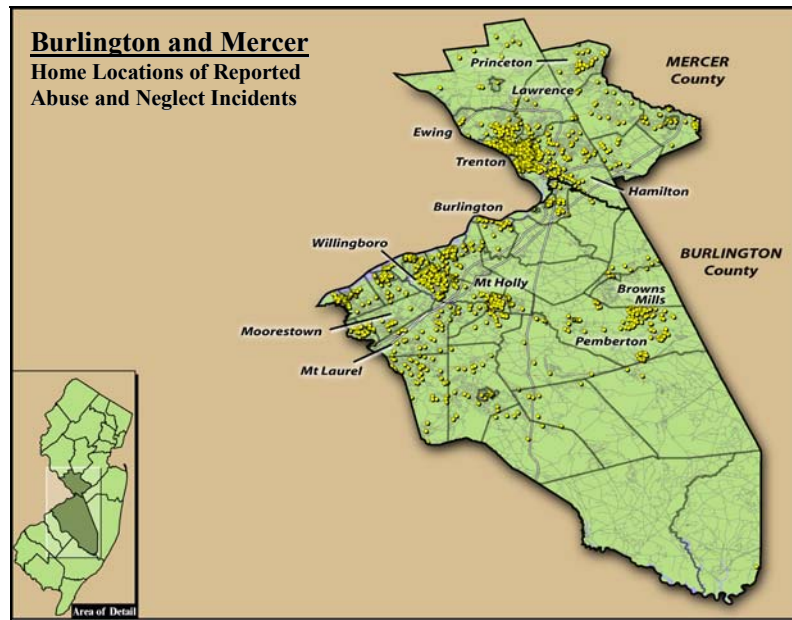 Burlington and Mercer
Home Locations of Reported
Abuse and Neglect Incidents
Princeton
MERCER
County
Lawrence
Ewing
Trenton
Hamilton
Burlington
Willingboro
BURLINGTON
County
Mt Holly
Browns
Mills
Moorestown
Pemberton
Mt Laurel
Area of Detail